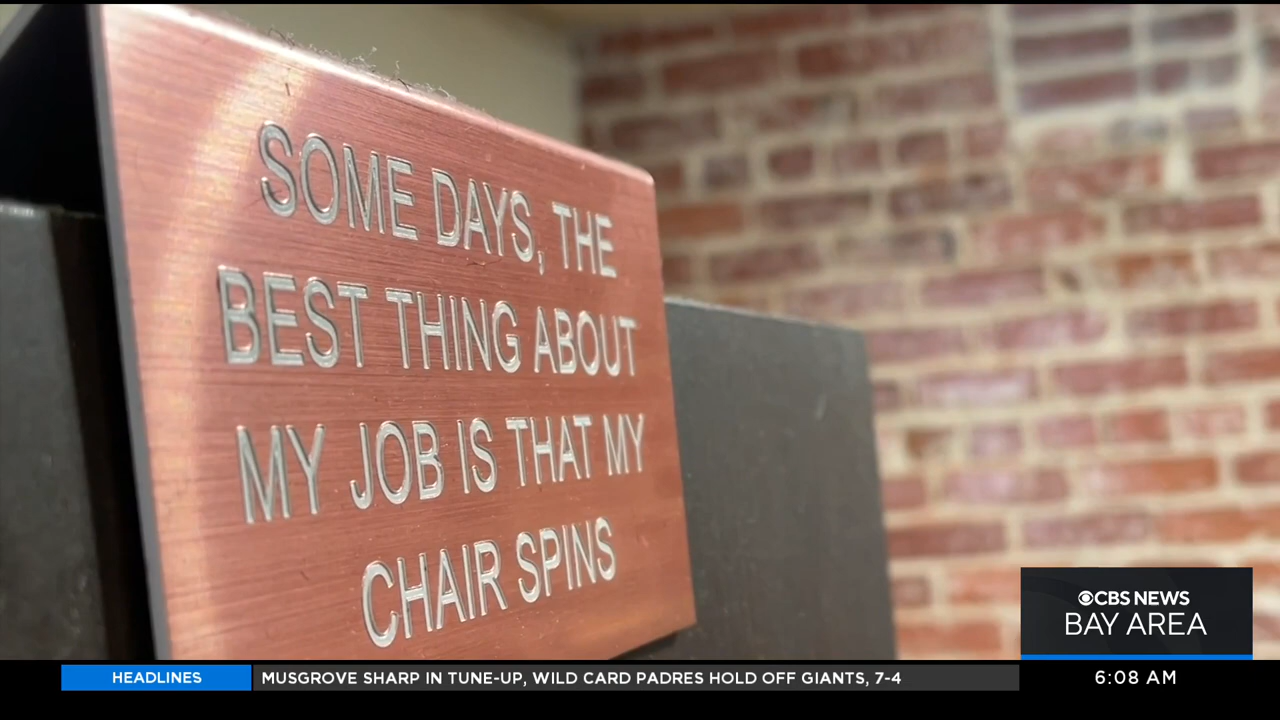 SOME DAYS, THE
BEST THING ABOUT
MY JOB IS THAT MY
CHAIR SPINS
CBS NEWS
BAY AREA
HEADLINES
MUSGROVE SHARP IN TUNE-UP, WILD CARD PADRES HOLD OFF GIANTS, 7-4
6:08 AM